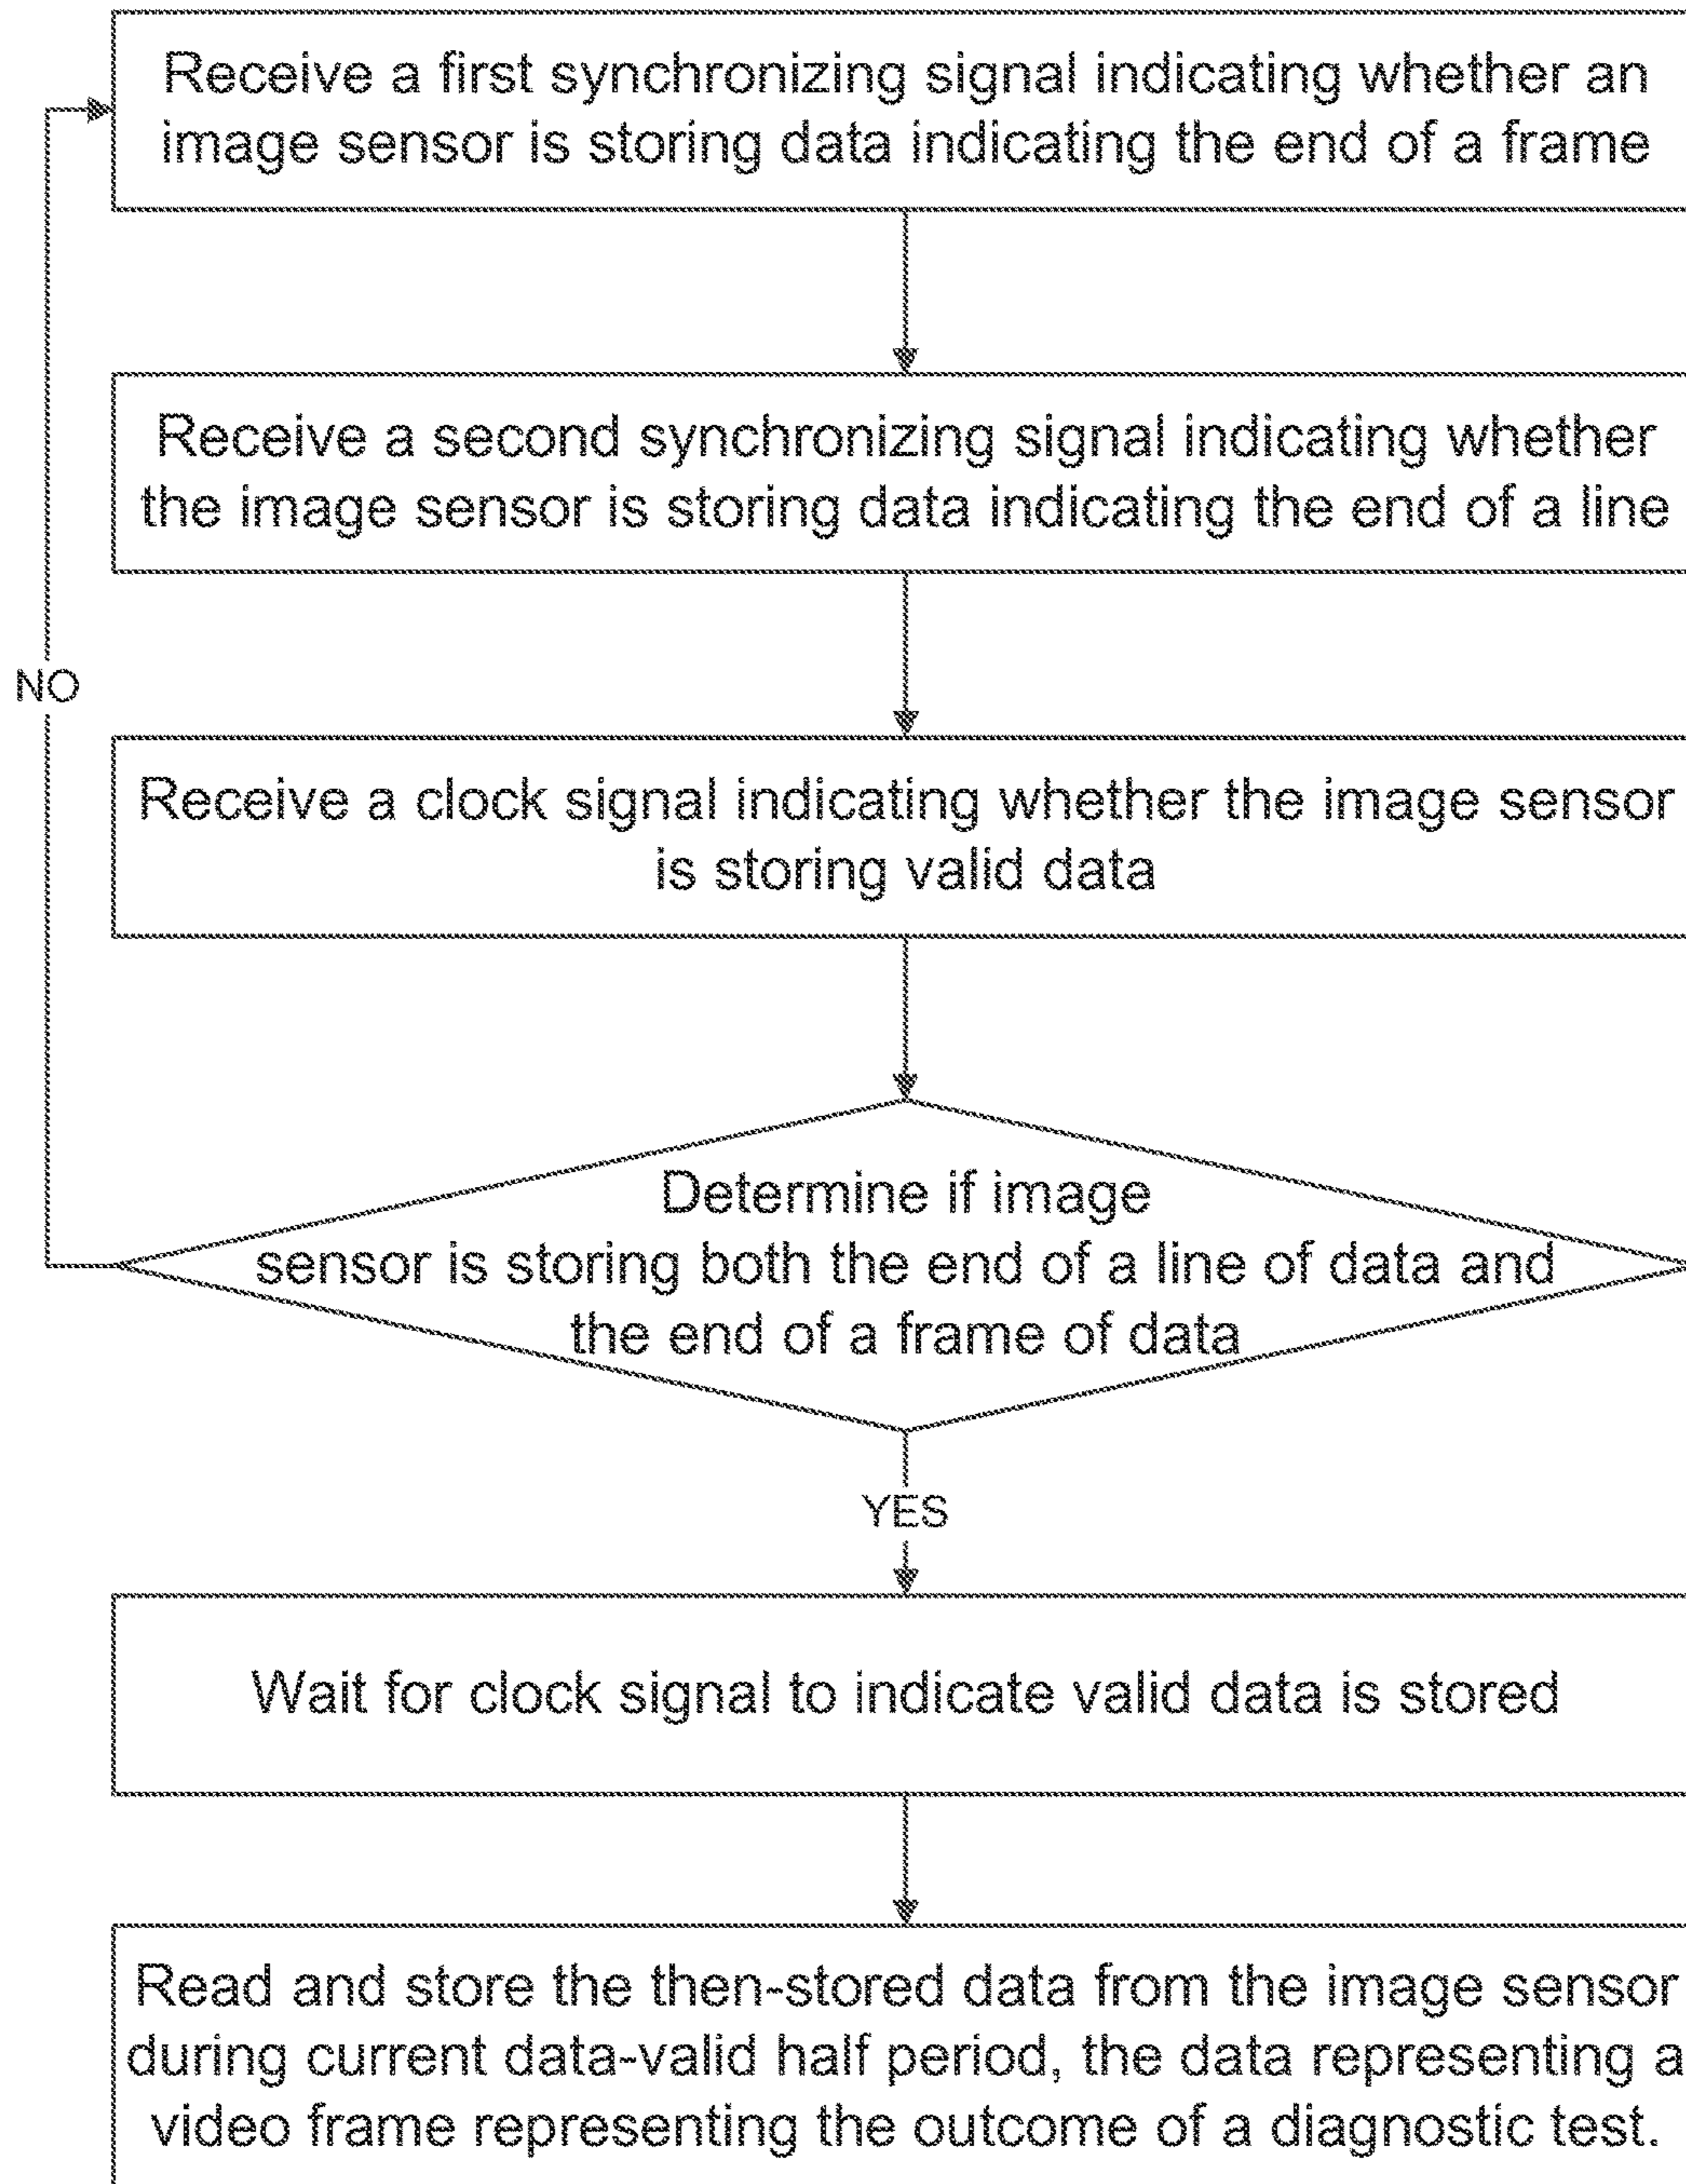 Receive a first synchronizing signal indicating whether an
image sensor is storing data indicating the end of a frame
Receive a second synchronizing signal indicating whether
the image sensor is storing data indicating the end of a line
NO
Receive a clock signal indicating whether the image sensor
is storing valid data
Determine if image
sensor is storing both the end of a line of data and
the end of a frame of data
YES
Wait for clock signal to indicate valid data is stored
Read and store the then-stored data from the image sensor
during current data-valid half period, the data representing a
video frame representing the outcome of a diagnostic test.